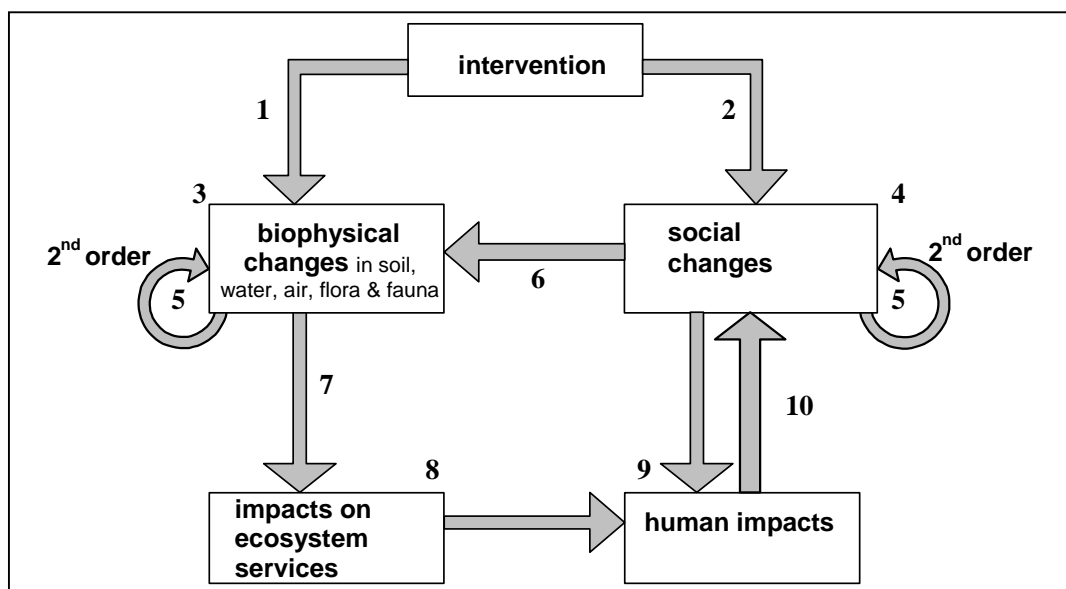 intervention
1
2
3
4
biophysical
changes in soil,
water, air, flora & fauna
social
changes
2nd order
2nd order
5
5
6
7
10
8
9
impacts on
ecosystem
services
human impacts